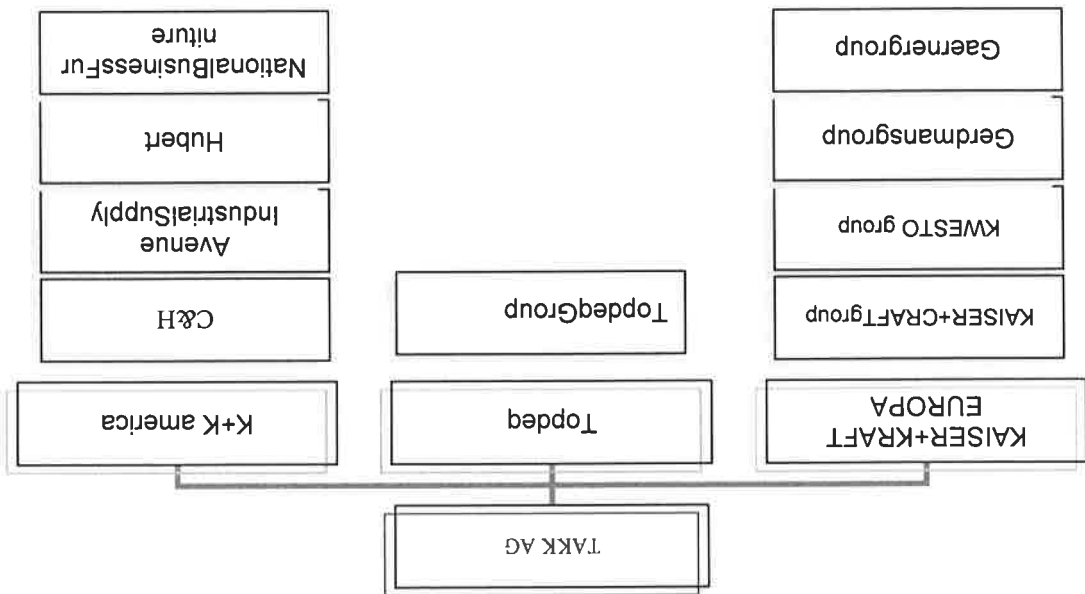 TAKK AG
KAISER+KRAFT
EUROPA
Topdeq
K+K america
KAISER+CRAFTgroup
KWESTO group
Gerdmansgroup
Gaernergroup
TopdeqGroup
C&H
Avenue
IndustrialSupply
Hubert
NationalBusinessFur
niture